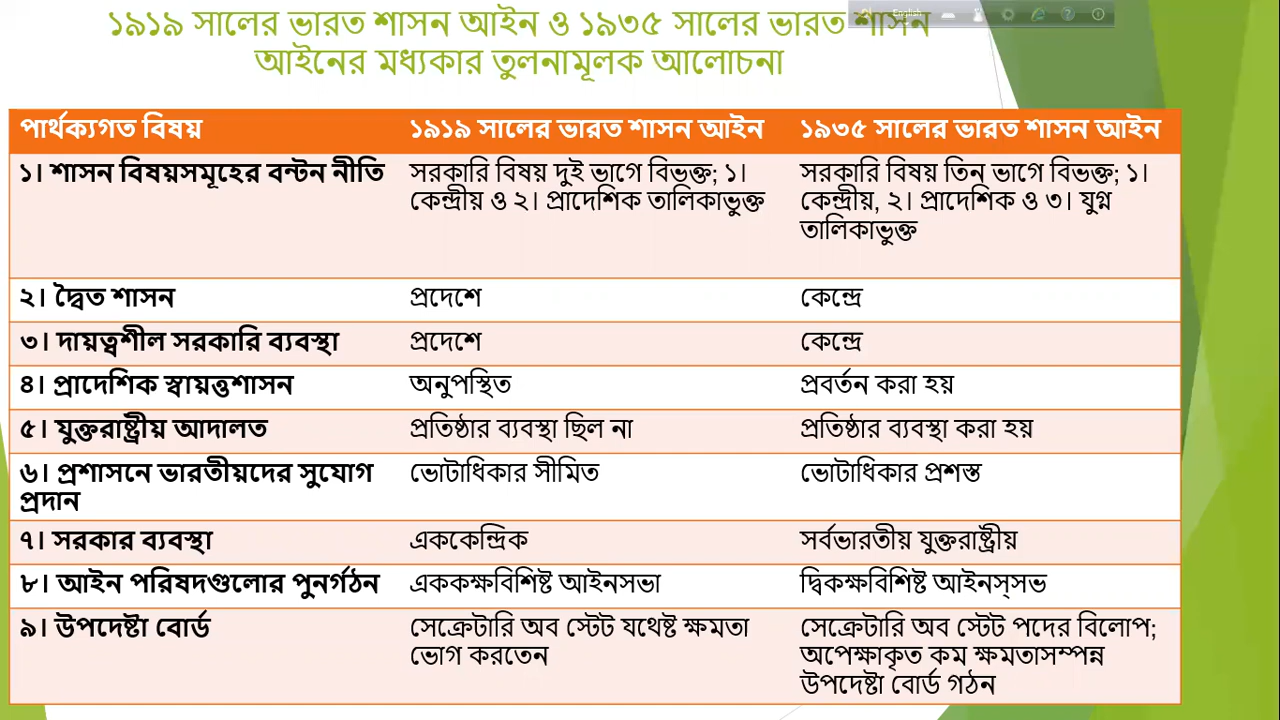 ১৯১৯ সালের ভারত শাসন আইন ও ১৯৩৫ সালের ভারত শাসন
আইনের মধ্যকার তুলনামূলক আলোচনা
English
পার্থক্যগত বিষয় ১৯১৯ সালের ভারত শাসন আইন ১৯৩৫ সালের ভারত শাসন আইন
১। শাসন বিষয়সমূহের বন্টন নীতি
সরকারি বিষয় দুই ভাগে বিভক্ত; ১।
কেন্দ্রীয় ও ২। প্রাদেশিক তালিকাভুক্ত
সরকারি বিষয় তিন ভাগে বিভক্ত; ১।
কেন্দ্রীয়, ২। প্রাদেশিক ও ৩। যুগ্ন
তালিকাভুক্ত
২। দ্বৈত শাসন প্রদেশে কেন্দ্রে
৩। দায়ত্বশীল সরকারি ব্যবস্থা প্রদেশে কেন্দ্রে
৪। প্রাদেশিক স্বায়ত্তশাসন অনুপস্থিত প্রবর্তন করা হয়
৫। যুক্তরাষ্ট্রীয় আদালত প্রতিষ্ঠার ব্যবস্থা ছিল না প্রতিষ্ঠার ব্যবস্থা করা হয়
৬। প্রশাসনে ভারতীয়দের সুযোগ
প্রদান
ভোটাধিকার সীমিত
ভোটাধিকার প্রশস্ত
৭। সরকার ব্যবস্থা এককেন্দ্রিক সর্বভারতীয় যুক্তরাষ্ট্রীয়
৮। আইন পরিষদগুলোর পুনর্গঠন এককক্ষবিশিষ্ট আইনসভা দ্বিকক্ষবিশিষ্ট আইনস্সভ
৯। উপদেষ্টা বোর্ড
সেক্রেটারি অব স্টেট যথেষ্ট ক্ষমতা
ভোগ করতেন
সেক্রেটারি অব স্টেট পদের বিলোপ;
অপেক্ষাকৃত কম ক্ষমতাসম্পন্ন
উপদেষ্টা বোর্ড গঠন